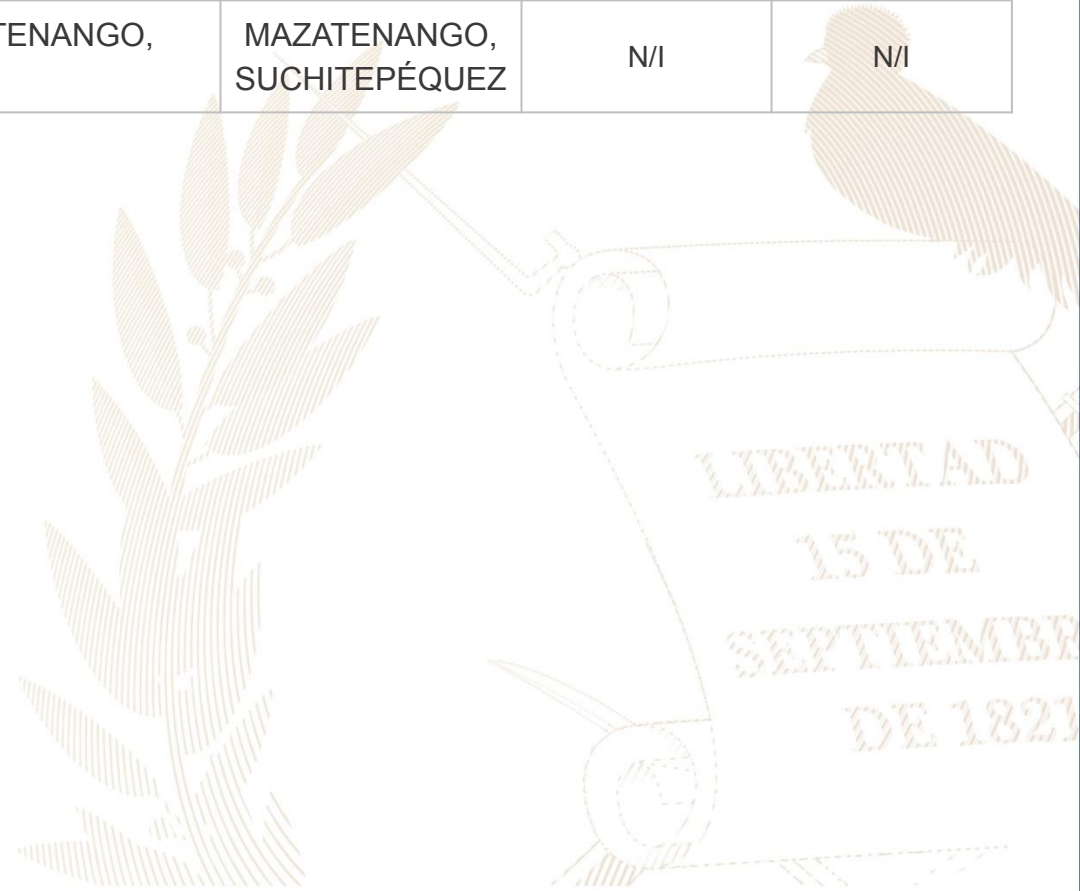 TENANGO,
MAZATENANGO,
SUCHITEPÉQUEZ
N/I
N/I
LIBERTAD
15 DE
SEPTIEMBRE
DE 1821